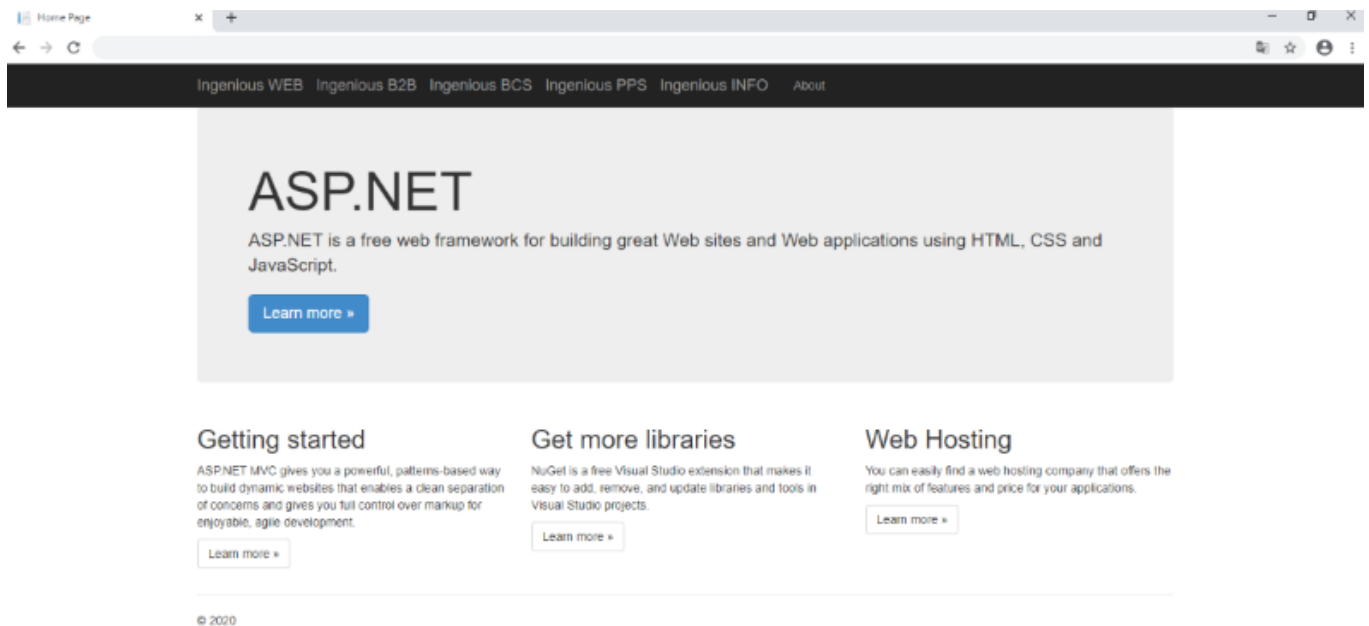 Home Page
Ingenious WEB Ingenious B2B Ingenious BCS Ingenious PPS Ingenious INFO About
ASP.NET
ASP.NET is a free web framework for building great Web sites and Web applications using HTML, CSS and
JavaScript.
Learn more »
Getting started
ASP.NET MVC gives you a powerful, patterns-based way
to build dynamic websites that enables a clean separation
of concerns and gives you full control over markup for
enjoyable, agile development.
Learn more »
Get more libraries
NuGet is a free Visual Studio extension that makes it
easy to add, remove, and update libraries and tools in
Visual Studio projects.
Learn more »
Web Hosting
You can easily find a web hosting company that offers the
right mix of features and price for your applications.
Learn more »
© 2020